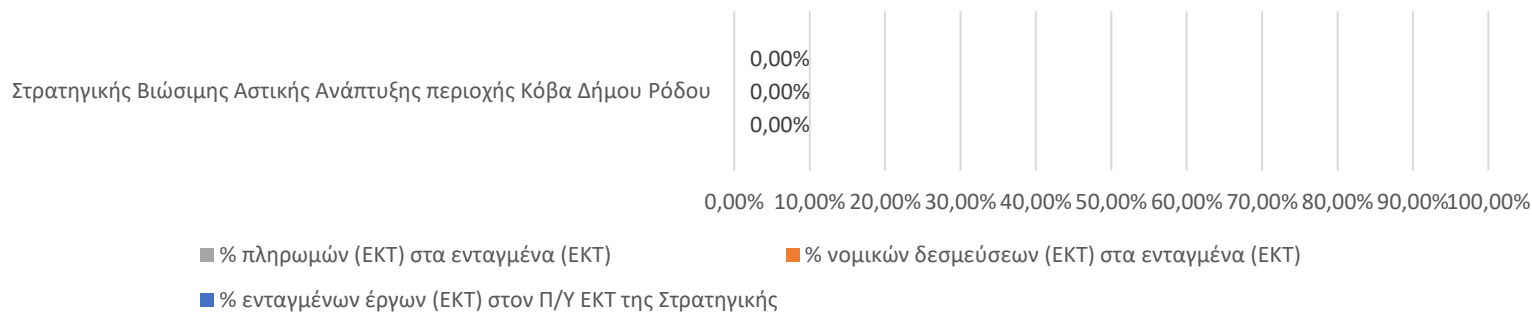 0,00%
Στρατηγικής Βιώσιμης Αστικής Ανάπτυξης περιοχής Κόβα Δήμου Ρόδου 0,00%
0,00%
0,00% 10,00% 20,00% 30,00% 40,00% 50,00% 60,00% 70,00% 80,00% 90,00% 100,00%
% πληρωμών (ΕΚΤ) στα ενταγμένα (ΕΚΤ) % νομικών δεσμεύσεων (ΕΚΤ) στα ενταγμένα (ΕΚΤ)
% ενταγμένων έργων (ΕΚΤ) στον Π/Υ ΕΚΤ της Στρατηγικής